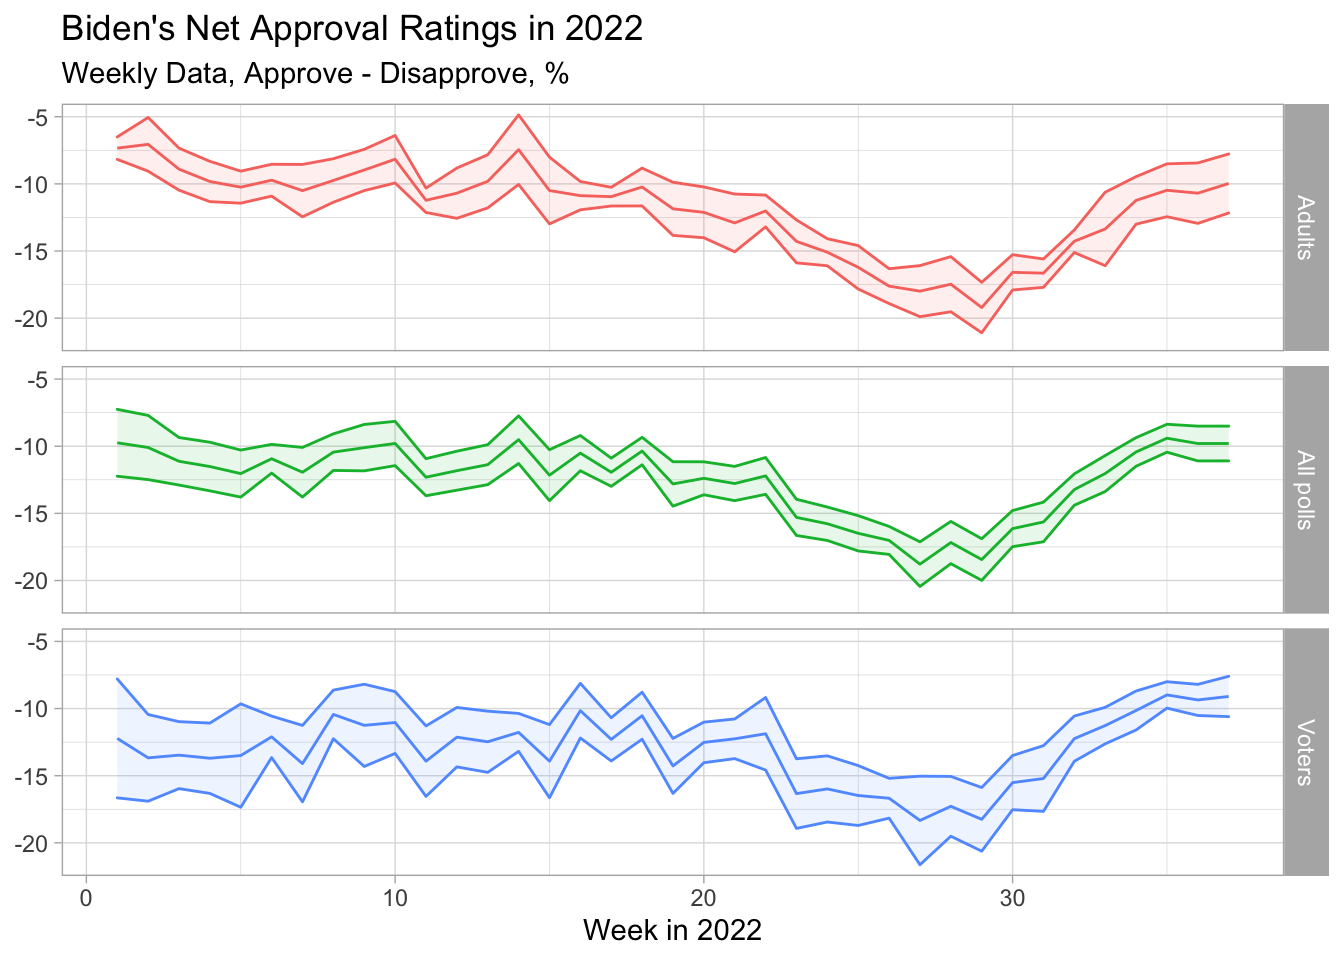 Biden's Net Approval Ratings in 2022
Weekly Data, Approve - Disapprove, %
-5
-10
-15
-20
Adults
-5
-10
-15
-20
All polls
-5
-10
-15
-20
Voters
0 10 20 30
Week in 2022